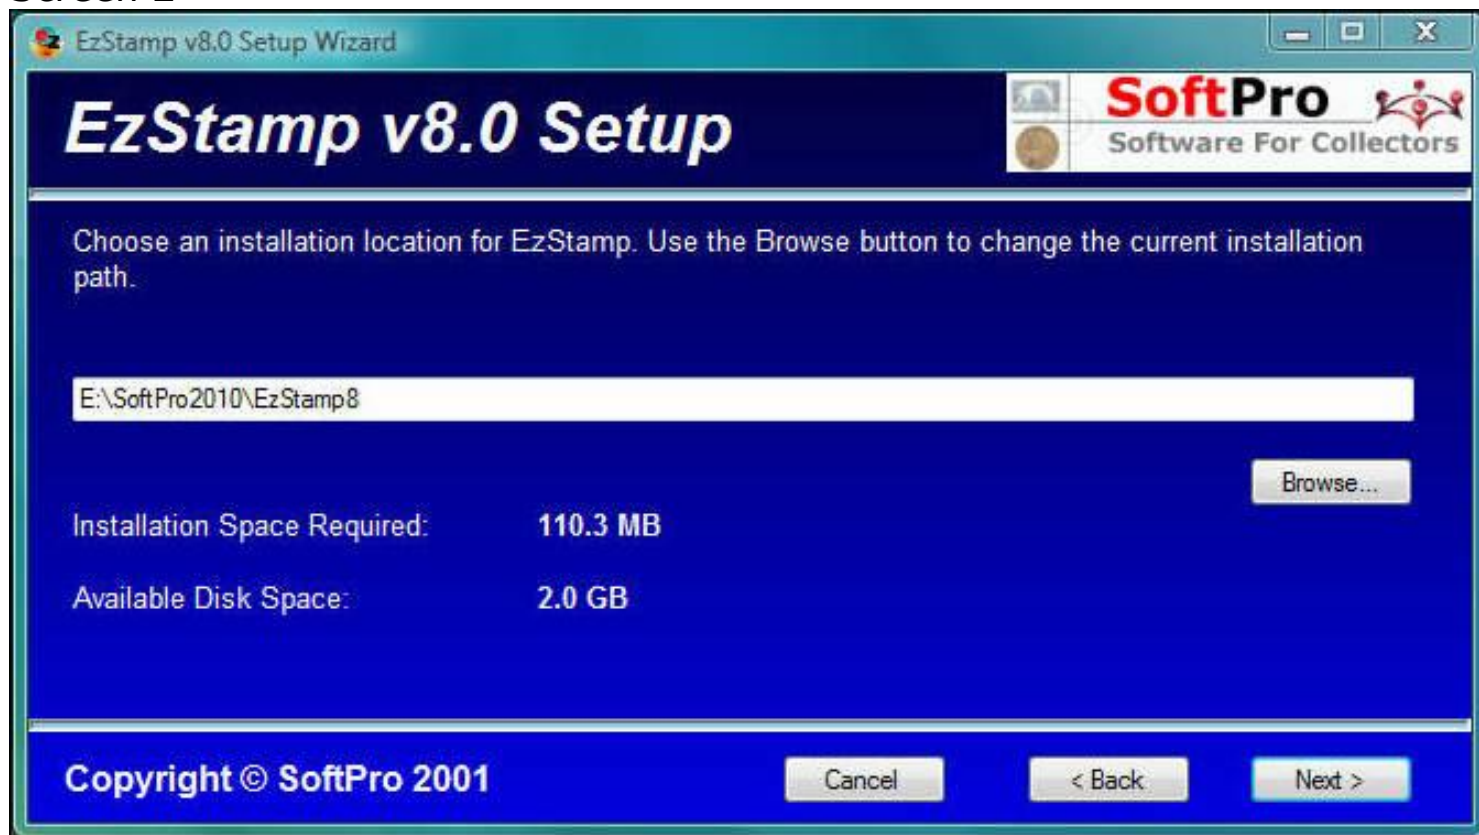 EzStamp v8.0 Setup Wizard
EzStamp v8.0 Setup
SoftPro
Software For Collectors
Choose an installation location for EzStamp. Use the Browse button to change the current installation
path.
E:\SoftPro2010\EzStamp8
Browse...
Installation Space Required: 110.3 MB
Available Disk Space: 2.0 GB
Copyright © SoftPro 2001
Cancel
< Back
Next >